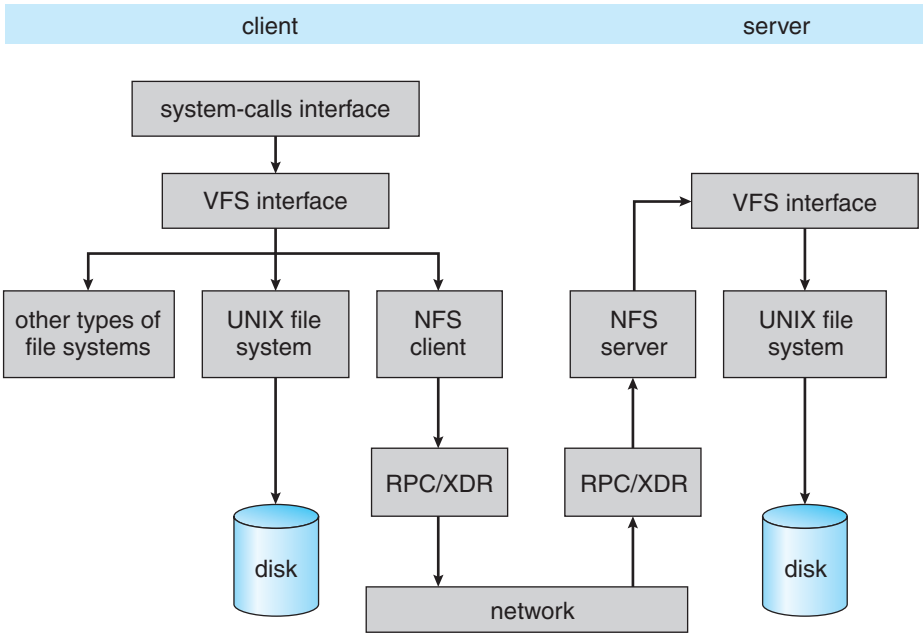 client
server
system-calls interface
VFS interface
VFS interface
other types of
file systems
UNIX file
system
NFS
client
NFS
server
UNIX file
system
RPC/XDR
RPC/XDR
disk
disk
network